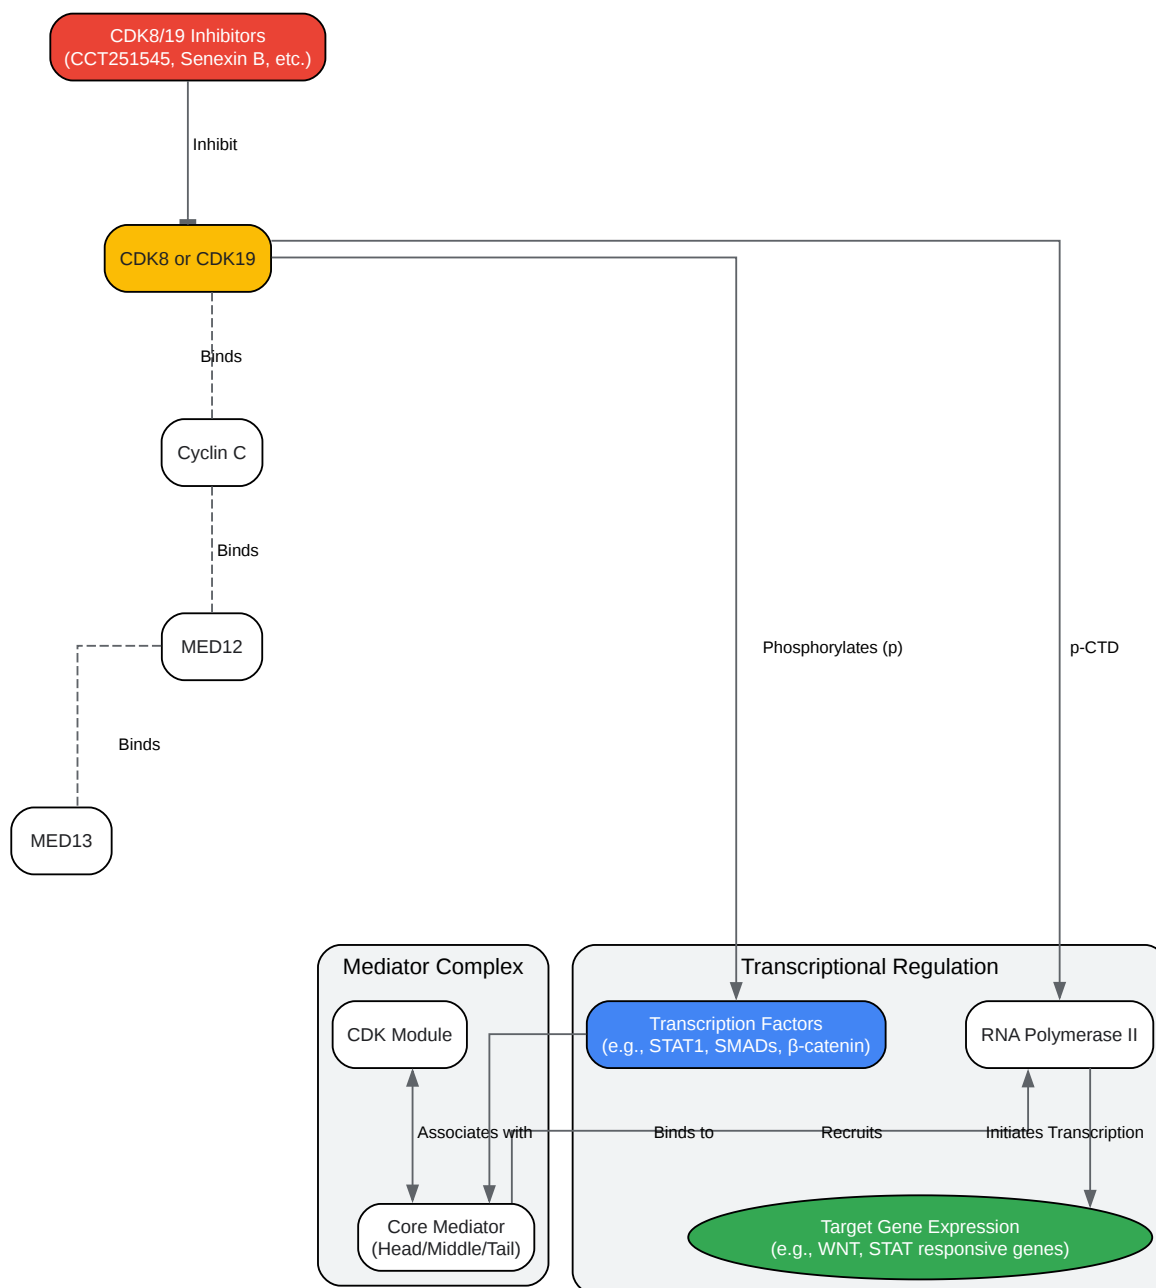 CDK8/19 Inhibitors
(CCT251545, Senexin B, etc.)
Inhibit
CDK8 or CDK19
Binds
Cyclin C
Binds
MED12
Phosphorylates (p)
p-CTD
Binds
MED13
Mediator Complex
Transcriptional Regulation
CDK Module
Transcription Factors
(e.g., STAT1, SMADs, β-catenin)
RNA Polymerase II
Associates with
Binds to
Recruits
Initiates Transcription
Core Mediator
(Head/Middle/Tail)
Target Gene Expression
(e.g., WNT, STAT responsive genes)